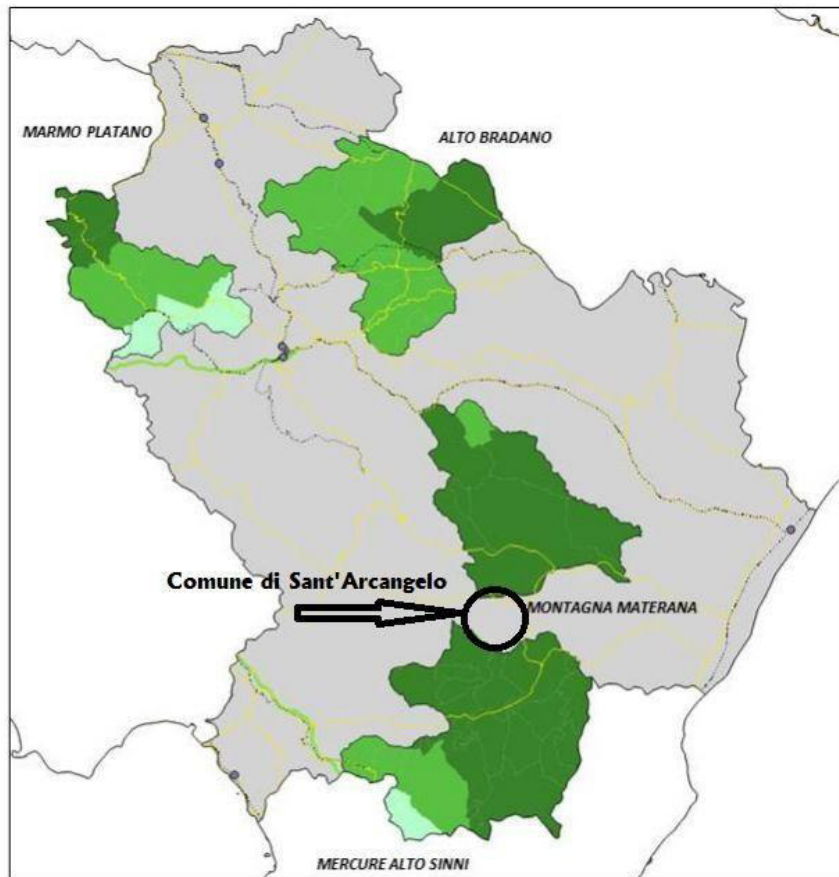 MARMO PLATANO
ALTO BRADANO
Comune di Sant'Arcangelo
MONTAGNA MATERANA
MERCURE ALTO SINNI